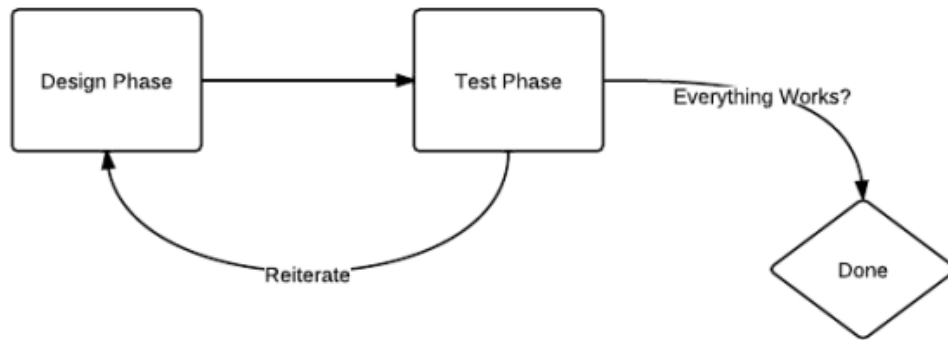 Design Phase
Test Phase
Everything Works?
Reiterate
Done